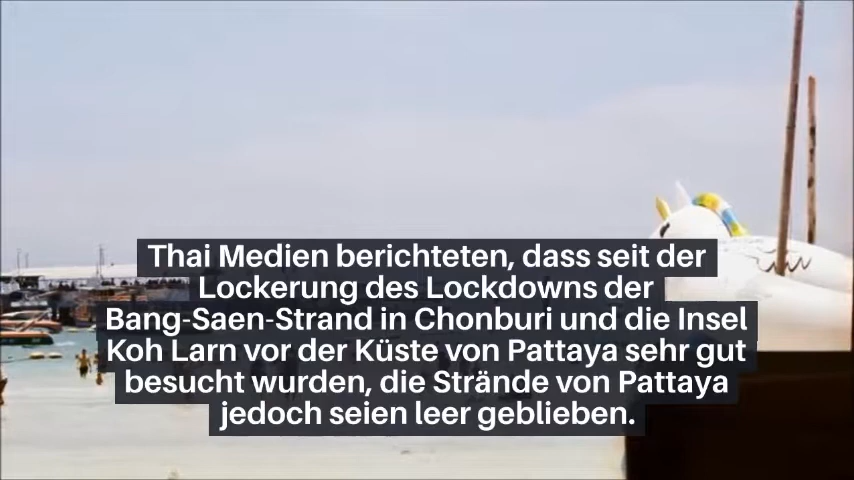 Thai Medien berichteten, dass seit der
Lockerung des Lockdowns der
Bang-Saen-Strand in Chonburi und die Insel
Koh Larn vor der Küste von Pattaya sehr gut
besucht wurden, die Strände von Pattaya
jedoch seien leer geblieben.